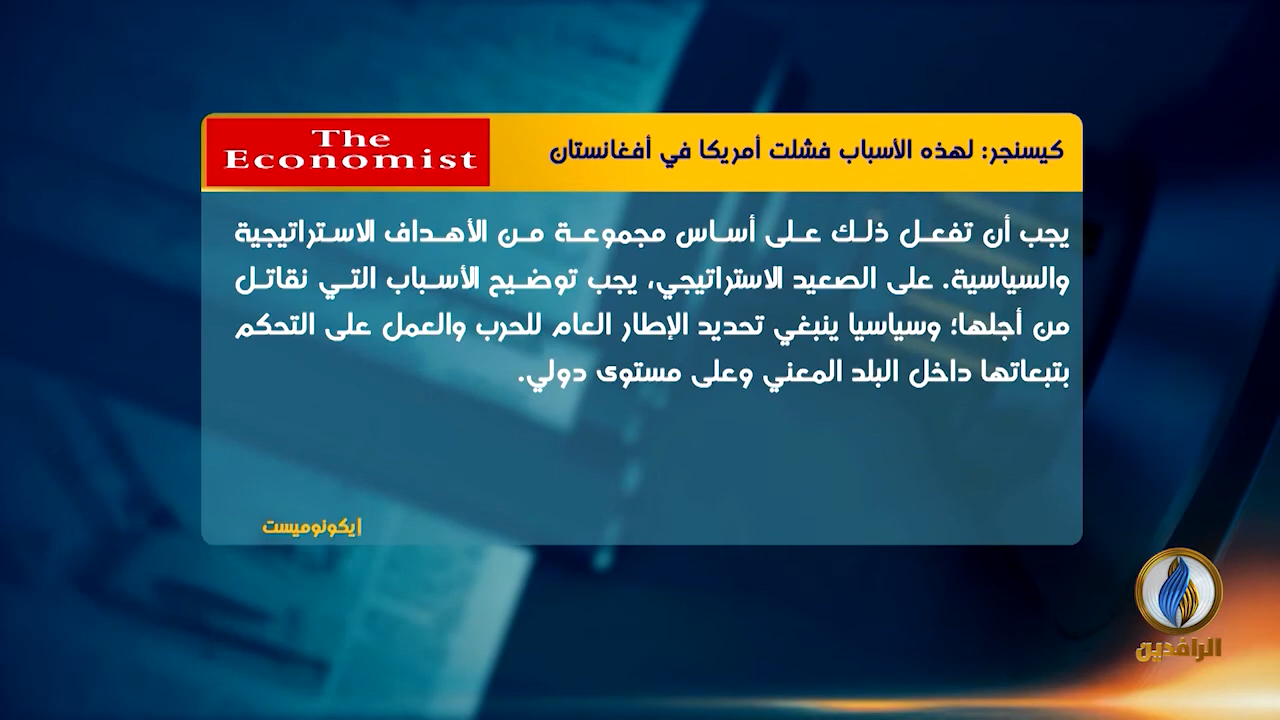 The
Economist
كيسنجر: لهذه الأسباب فشلت أمريكا في أفغانستان
يجب أن تفعل ذلك على أساس مجموعة من الأهداف الاستراتيجية
والسياسية. على الصعيد الاستراتيجي، يجب توضيح الأسباب التي نقاتل
من أجلها؛ وسياسيا ينبغي تحديد الإطار العام للحرب والعمل على التحكم
بتبعاتها داخل البلد المعني وعلى مستوى دولي.
إيكونوميست
الرافدين